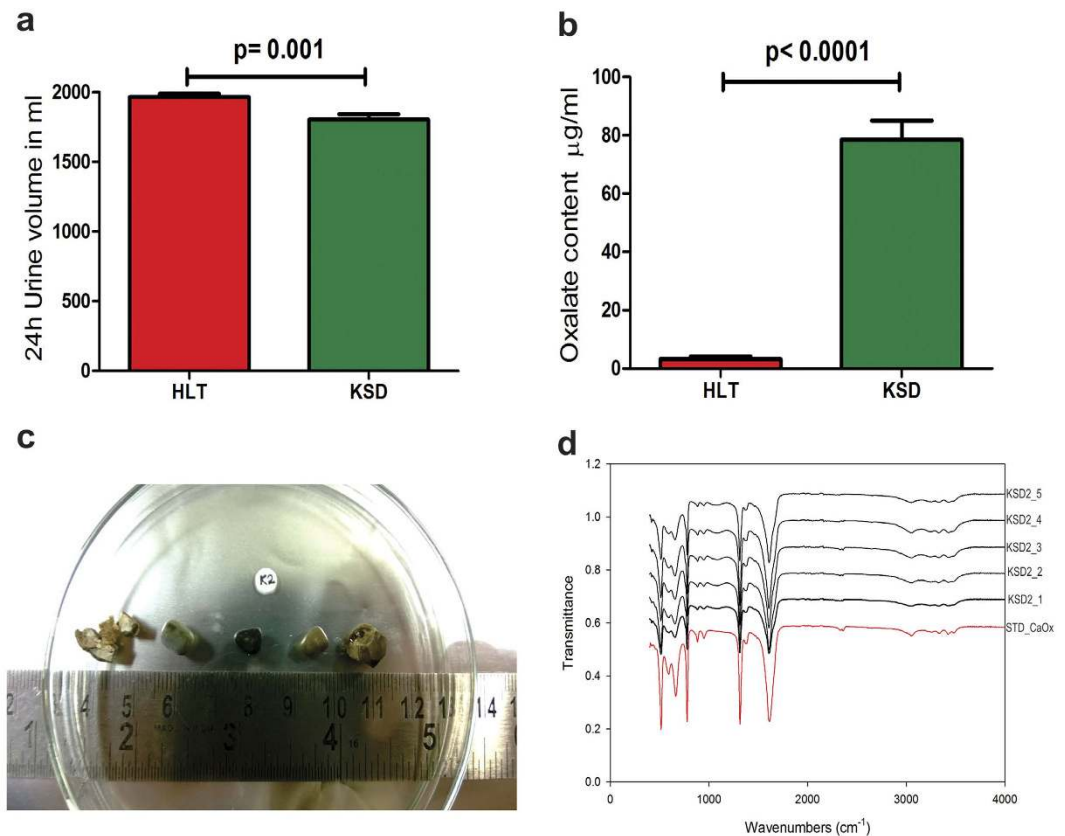 a
p= 0.001
24h Urine volume in ml
2000
1500
1000
500
0
HLT
KSD
b
p< 0.0001
Oxalate content μg/ml
100
80
60
40
20
0
HLT
KSD
c
K2
4 5 6 7 8 9 10 11 12 13 14
1 2 3 4 5
16
d
Transmittance
1.2
1.0
0.8
0.6
0.4
0.2
0.0
KSD2_5
KSD2_4
KSD2_3
KSD2_2
KSD2_1
STD_CaOx
1000 2000 3000 4000
Wavenumbers (cm⁻¹)